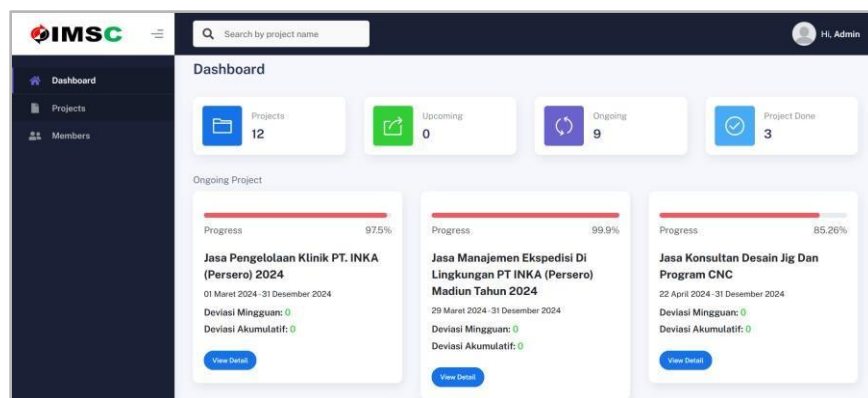 IMSC
Search by project name
Hi, Admin
Dashboard
Projects
Members
Dashboard
Projects
12
Upcoming
0
Ongoing
9
Project Done
3
Ongoing Project
Progress 97.5%
Jasa Pengelolaan Klinik PT. INKA
(Persero) 2024
01 Maret 2024-31 Desember 2024
Deviasi Mingguan: 0
Deviasi Akumulatif: 0
View Detail
Progress 99.9%
Jasa Manajemen Ekspedisi Di
Lingkungan PT INKA (Persero)
Madiun Tahun 2024
29 Maret 2024-31 Desember 2024
Deviasi Mingguan: 0
Deviasi Akumulatif: 0
View Detail
Progress 85.26%
Jasa Konsultan Desain Jig Dan
Program CNC
22 April 2024-31 Desember 2024
Deviasi Mingguan: 0
Deviasi Akumulatif: 0
View Detail